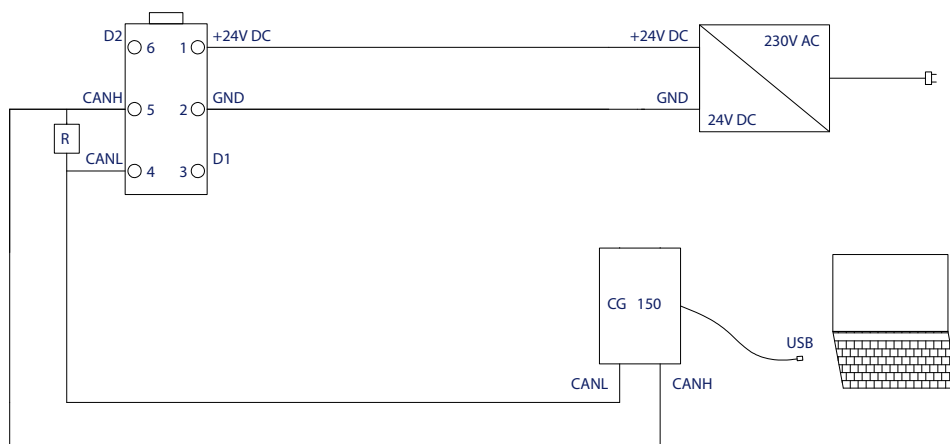 D2 6 1 +24V DC
+24V DC
230V AC
CANH 5 2 GND
GND
24V DC
R
CANL 4 3 D1
CG 150
USB
CANL
CANH